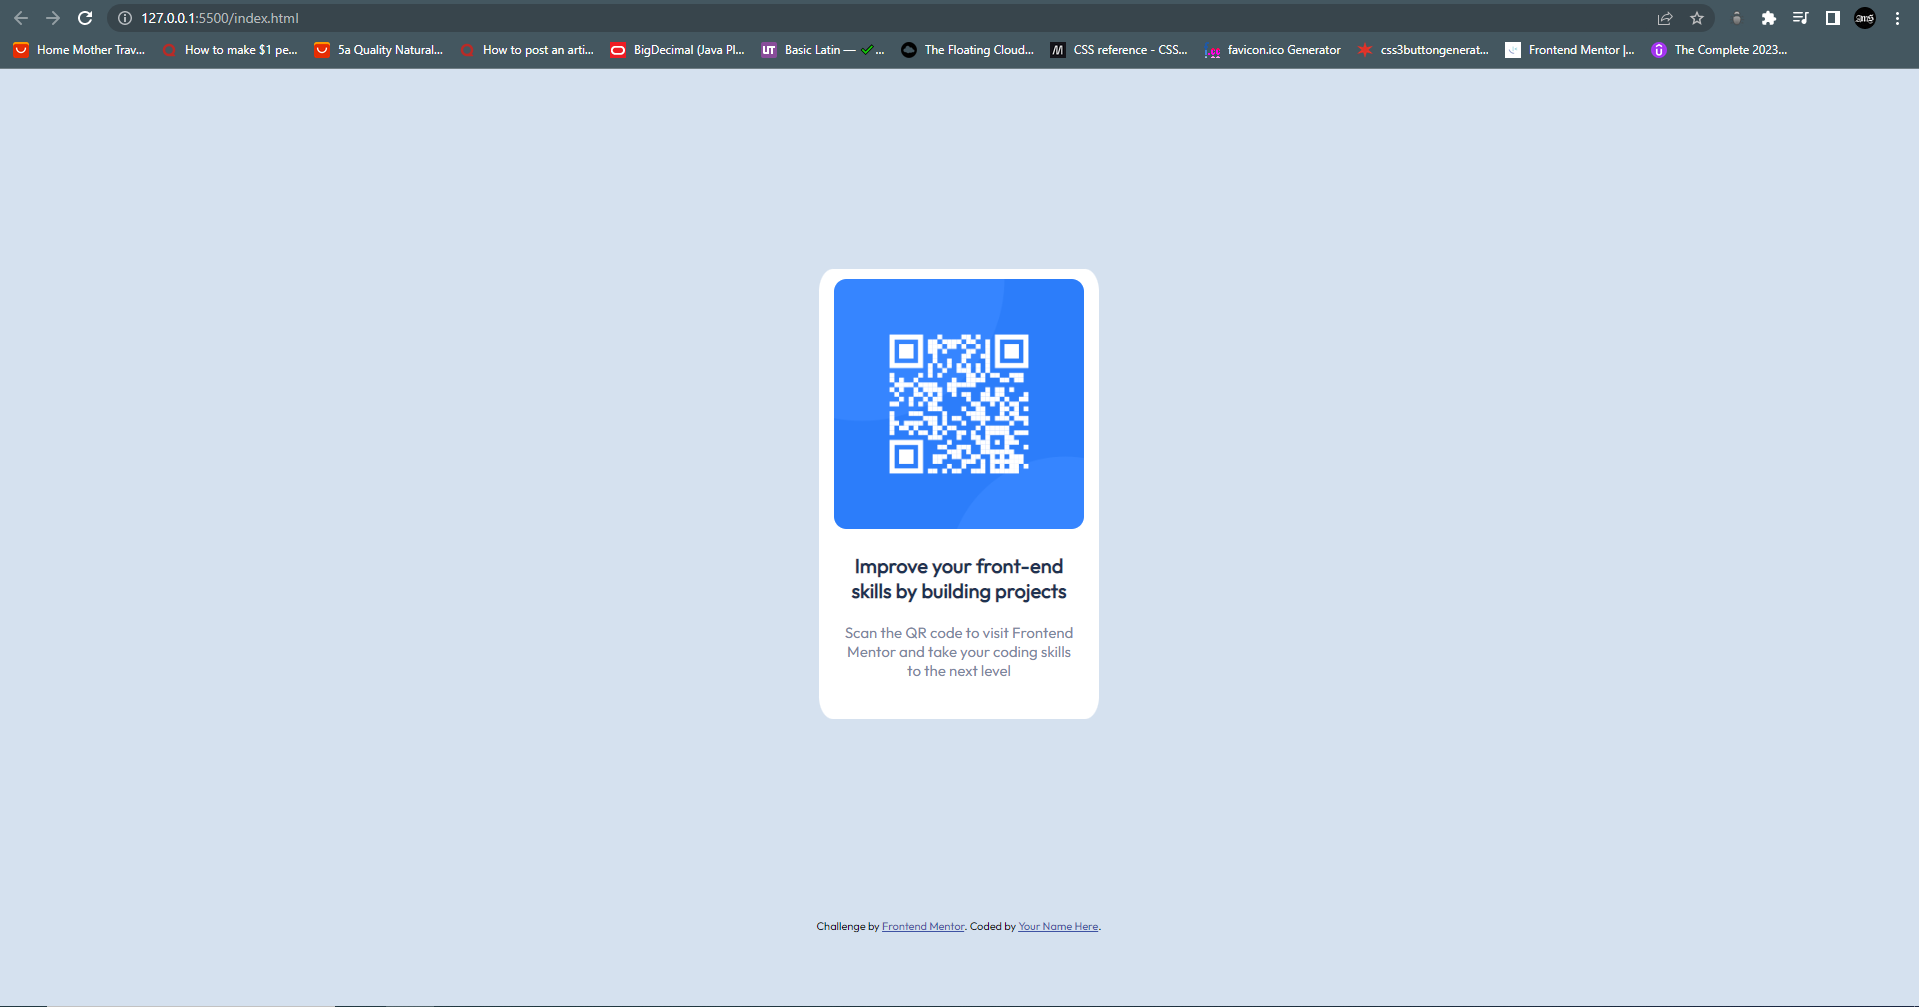 127.0.0.1:5500/index.html
Home Mother Trav... How to make $1 pe... 5a Quality Natural... How to post an arti... BigDecimal (Java Pl... UT Basic Latin — ✔... The Floating Cloud... M CSS reference - CSS... favicon.ico Generator css3buttongenerat... Frontend Mentor |... The Complete 2023...
Improve your front-end
skills by building projects
Scan the QR code to visit Frontend
Mentor and take your coding skills
to the next level
Challenge by Frontend Mentor. Coded by Your Name Here.